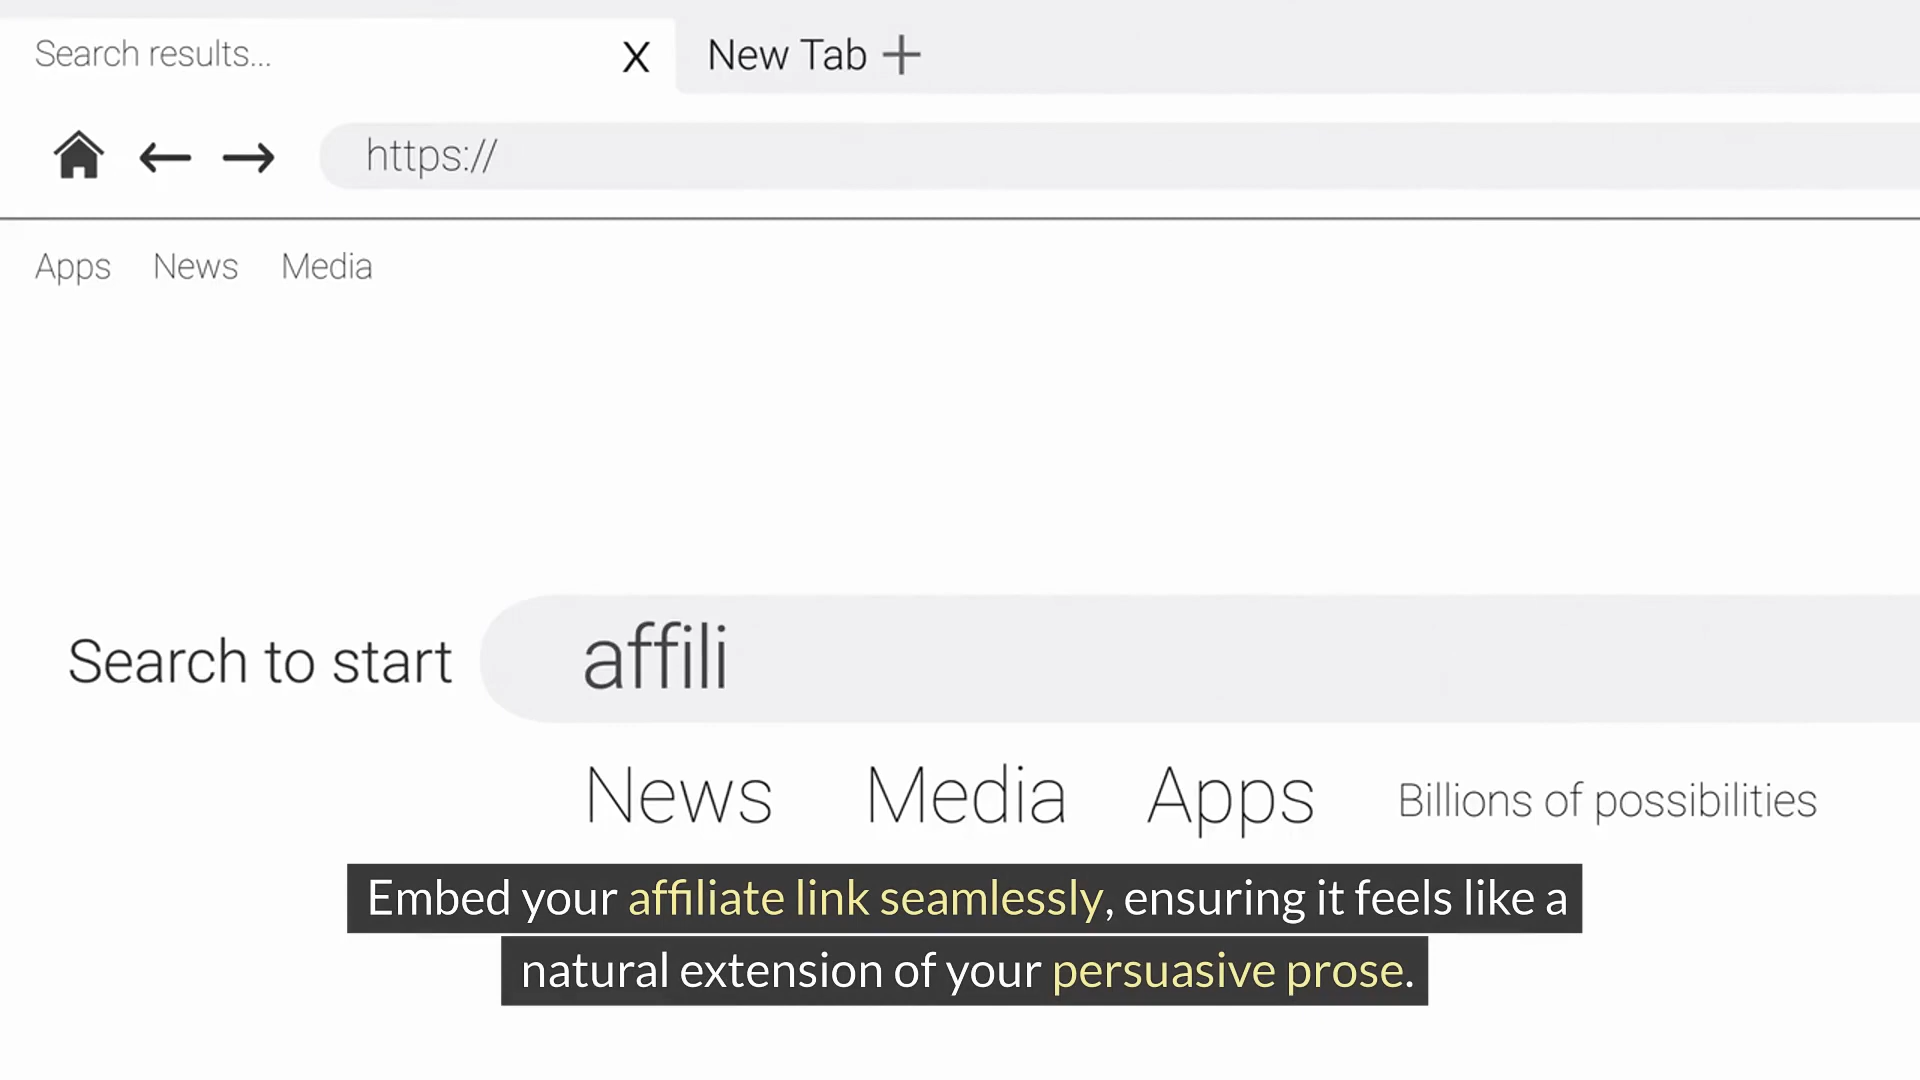 Search results...
X
New Tab +
https://
Apps News Media
Search to start
affili
News Media Apps Billions of possibilities
Embed your affiliate link seamlessly, ensuring it feels like a
natural extension of your persuasive prose.